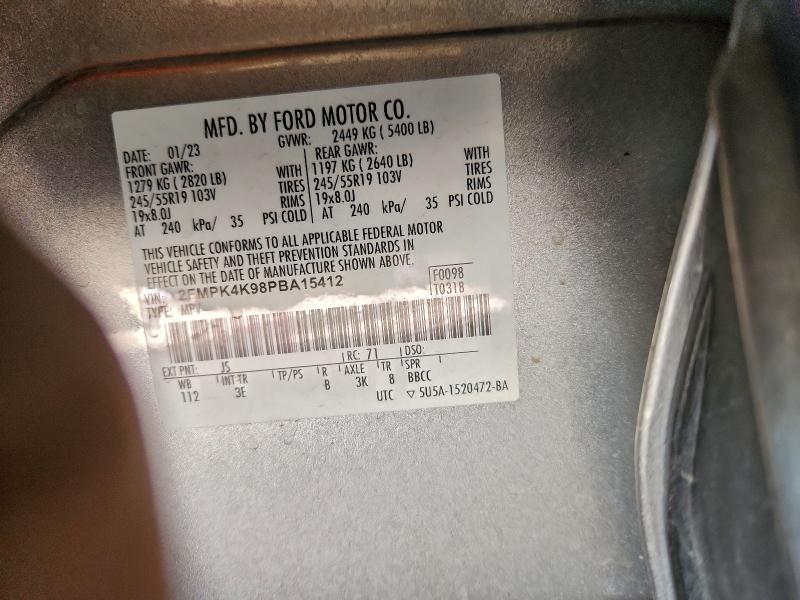 MFD. BY FORD MOTOR CO.
DATE: 01/23 GVWR: 2449 KG ( 5400 LB)
FRONT GAWR: REAR GAWR:
1279 KG ( 2820 LB) WITH 1197 KG ( 2640 LB) WITH
245/55R19 103V TIRES 245/55R19 103V TIRES
19x8.0J RIMS 19x8.0J RIMS
AT 240 kPa/ 35 PSI COLD AT 240 kPa/ 35 PSI COLD
THIS VEHICLE CONFORMS TO ALL APPLICABLE FEDERAL MOTOR
VEHICLE SAFETY AND THEFT PREVENTION STANDARDS IN
EFFECT ON THE DATE OF MANUFACTURE SHOWN ABOVE.
VIN: 2FMPK4K98PBA15412 F0098
TYPE: MPV T0318
EXT PNT: JS RC: 71 DSO:
WB INT TR TP/PS R AXLE TR SPR
112 3E B 3K 8 BBCC
UTC ▽ 5U5A-1520472-BA